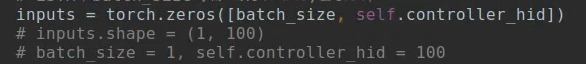 inputs = torch.zeros([batch_size, self.controller_hid])
# inputs.shape = (1, 100)
# batch_size = 1, self.controller_hid = 100